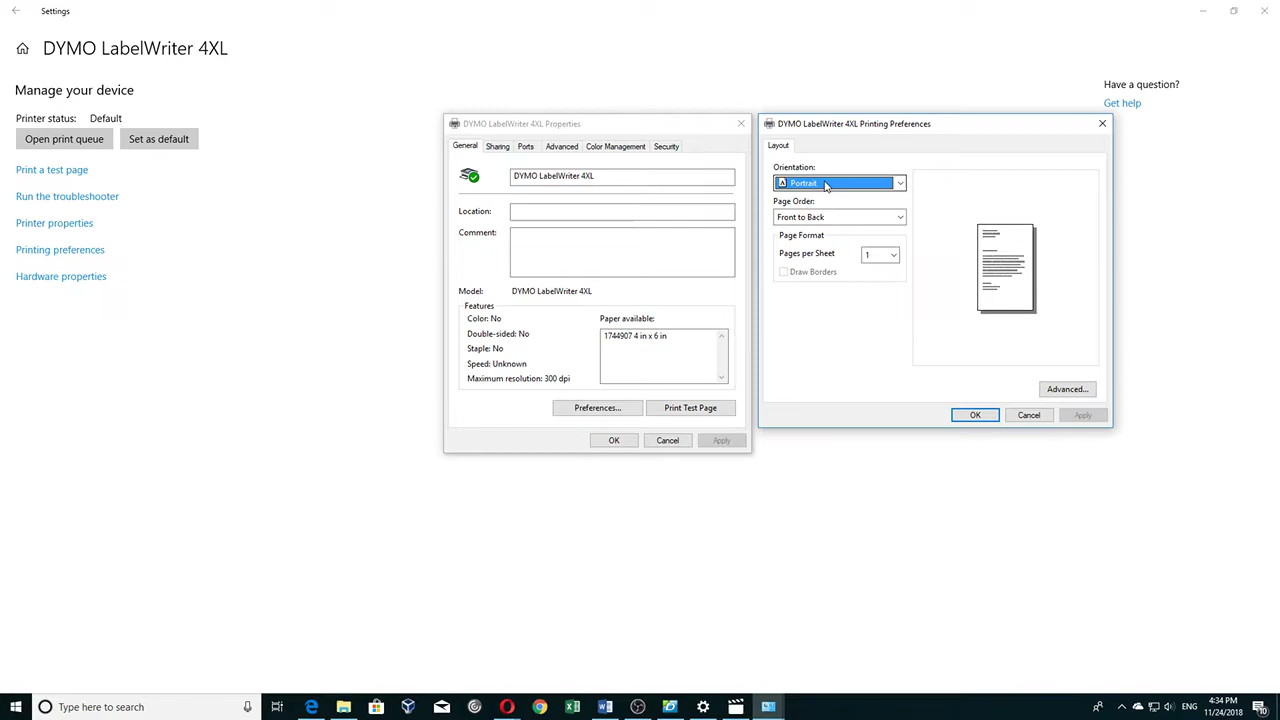 Settings
DYMO LabelWriter 4XL
Manage your device
Printer status: Default
Open print queue
Set as default
Print a test page
Run the troubleshooter
Printer properties
Printing preferences
Hardware properties
Have a question?
Get help
DYMO LabelWriter 4XL Properties
General Sharing Ports Advanced Color Management Security
DYMO LabelWriter 4XL
Location:
Comment:
Model: DYMO LabelWriter 4XL
Features
Color: No
Double-sided: No
Staple: No
Speed: Unknown
Maximum resolution: 300 dpi
Paper available:
1744907 4 in x 6 in
Preferences...
Print Test Page
OK
Cancel
Apply
DYMO LabelWriter 4XL Printing Preferences
Layout
Orientation:
Portrait
Page Order:
Front to Back
Page Format
Pages per Sheet 1
Draw Borders
Advanced...
OK
Cancel
Apply
Type here to search
ENG
4:34 PM
11/24/2018
10